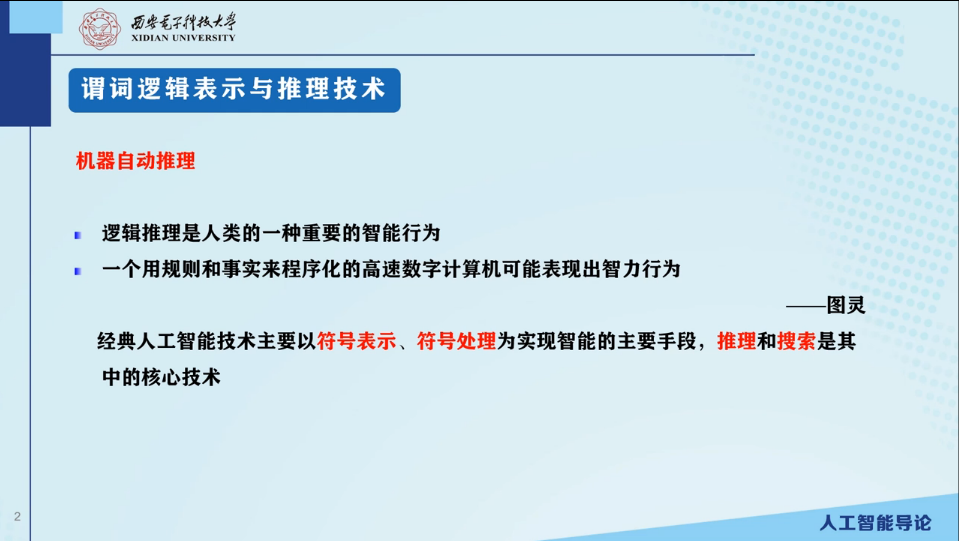 西安电子科技大学
XIDIAN UNIVERSITY
谓词逻辑表示与推理技术
机器自动推理
逻辑推理是人类的一种重要的智能行为
一个用规则和事实来程序化的高速数字计算机可能表现出智力行为
——图灵
经典人工智能技术主要以符号表示、符号处理为实现智能的主要手段，推理和搜索是其
中的核心技术
2
人工智能导论